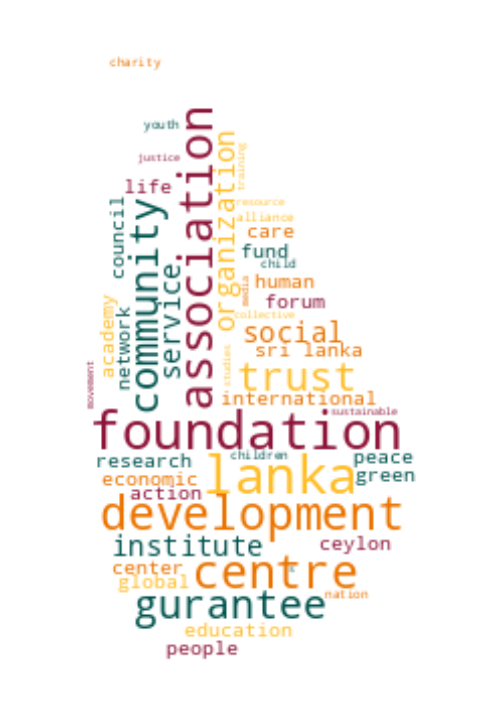 charity
youth
justice
life
association
organization
training
community
council
service
resource
alliance
care
fund
child
human
media
forum
collective
academy
network
social
sri lanka
studies
trust
movement
international
sustainable
foundation
children
research
lanka
peace
economic
green
action
development
institute
ceylon
center
centre
global
gurantee
nation
education
people